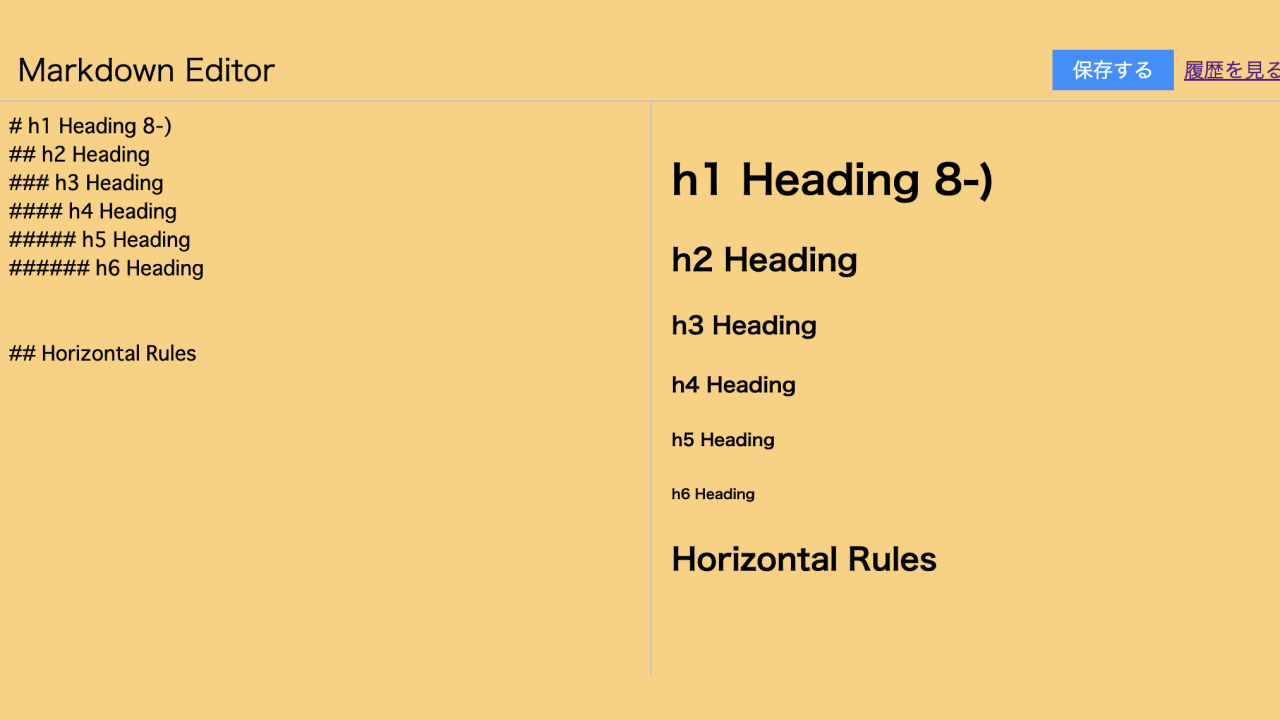 Markdown Editor
保存する
履歴を見る
# h1 Heading 8-)
## h2 Heading
### h3 Heading
#### h4 Heading
##### h5 Heading
###### h6 Heading
## Horizontal Rules
h1 Heading 8-)
h2 Heading
h3 Heading
h4 Heading
h5 Heading
h6 Heading
Horizontal Rules